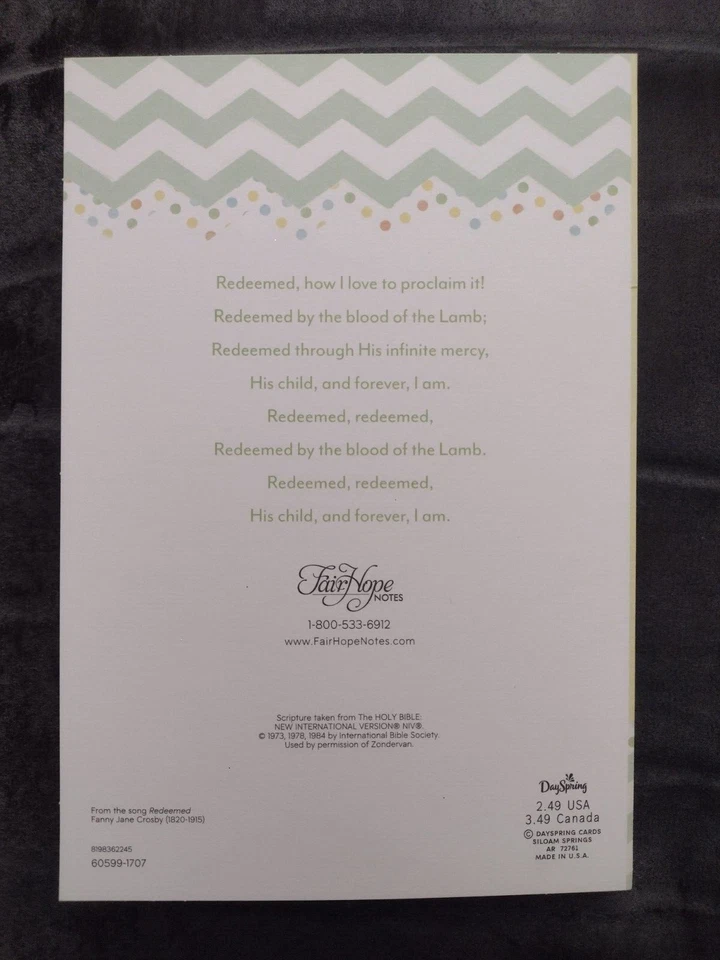 Redeemed, how I love to proclaim it!
Redeemed by the blood of the Lamb;
Redeemed through His infinite mercy,
His child, and forever, I am.
Redeemed, redeemed,
Redeemed by the blood of the Lamb.
Redeemed, redeemed,
His child, and forever, I am.
FairHope
NOTES
1-800-533-6912
www.FairHopeNotes.com
Scripture taken from The HOLY BIBLE:
NEW INTERNATIONAL VERSION® NIV®.
© 1973, 1978, 1984 by International Bible Society.
Used by permission of Zondervan.
From the song Redeemed
Fanny Jane Crosby (1820-1915)
8198362245
60599-1707
DaySpring
2.49 USA
3.49 Canada
© DAYSPRING CARDS
SILOAM SPRINGS
AR 72761
MADE IN U.S.A.